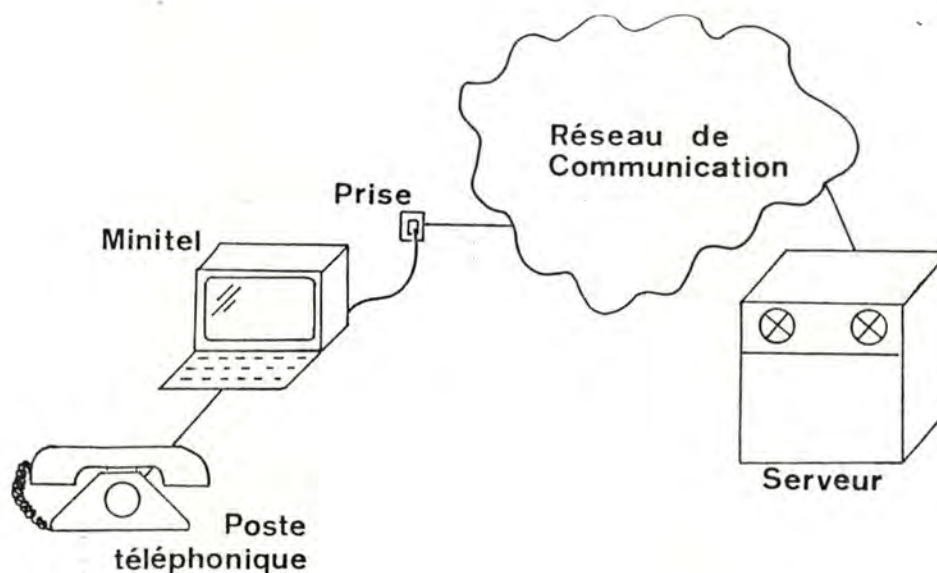 Réseau de
Communication
Prise
Minitel
Serveur
Poste
téléphonique